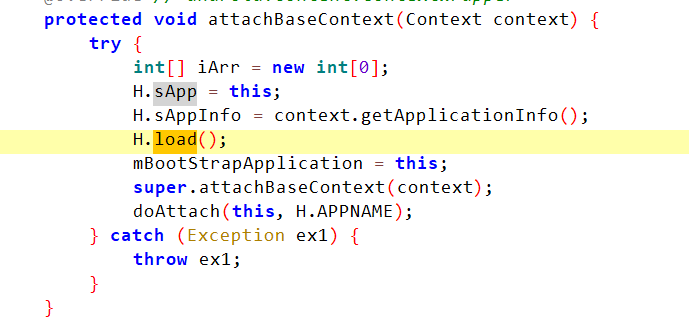 protected void attachBaseContext(Context context) {
try {
int[] iArr = new int[0];
H.sApp = this;
H.sAppInfo = context.getApplicationInfo();
H.load();
mBootStrapApplication = this;
super.attachBaseContext(context);
doAttach(this, H.APPNAME);
} catch (Exception ex1) {
throw ex1;
}
}